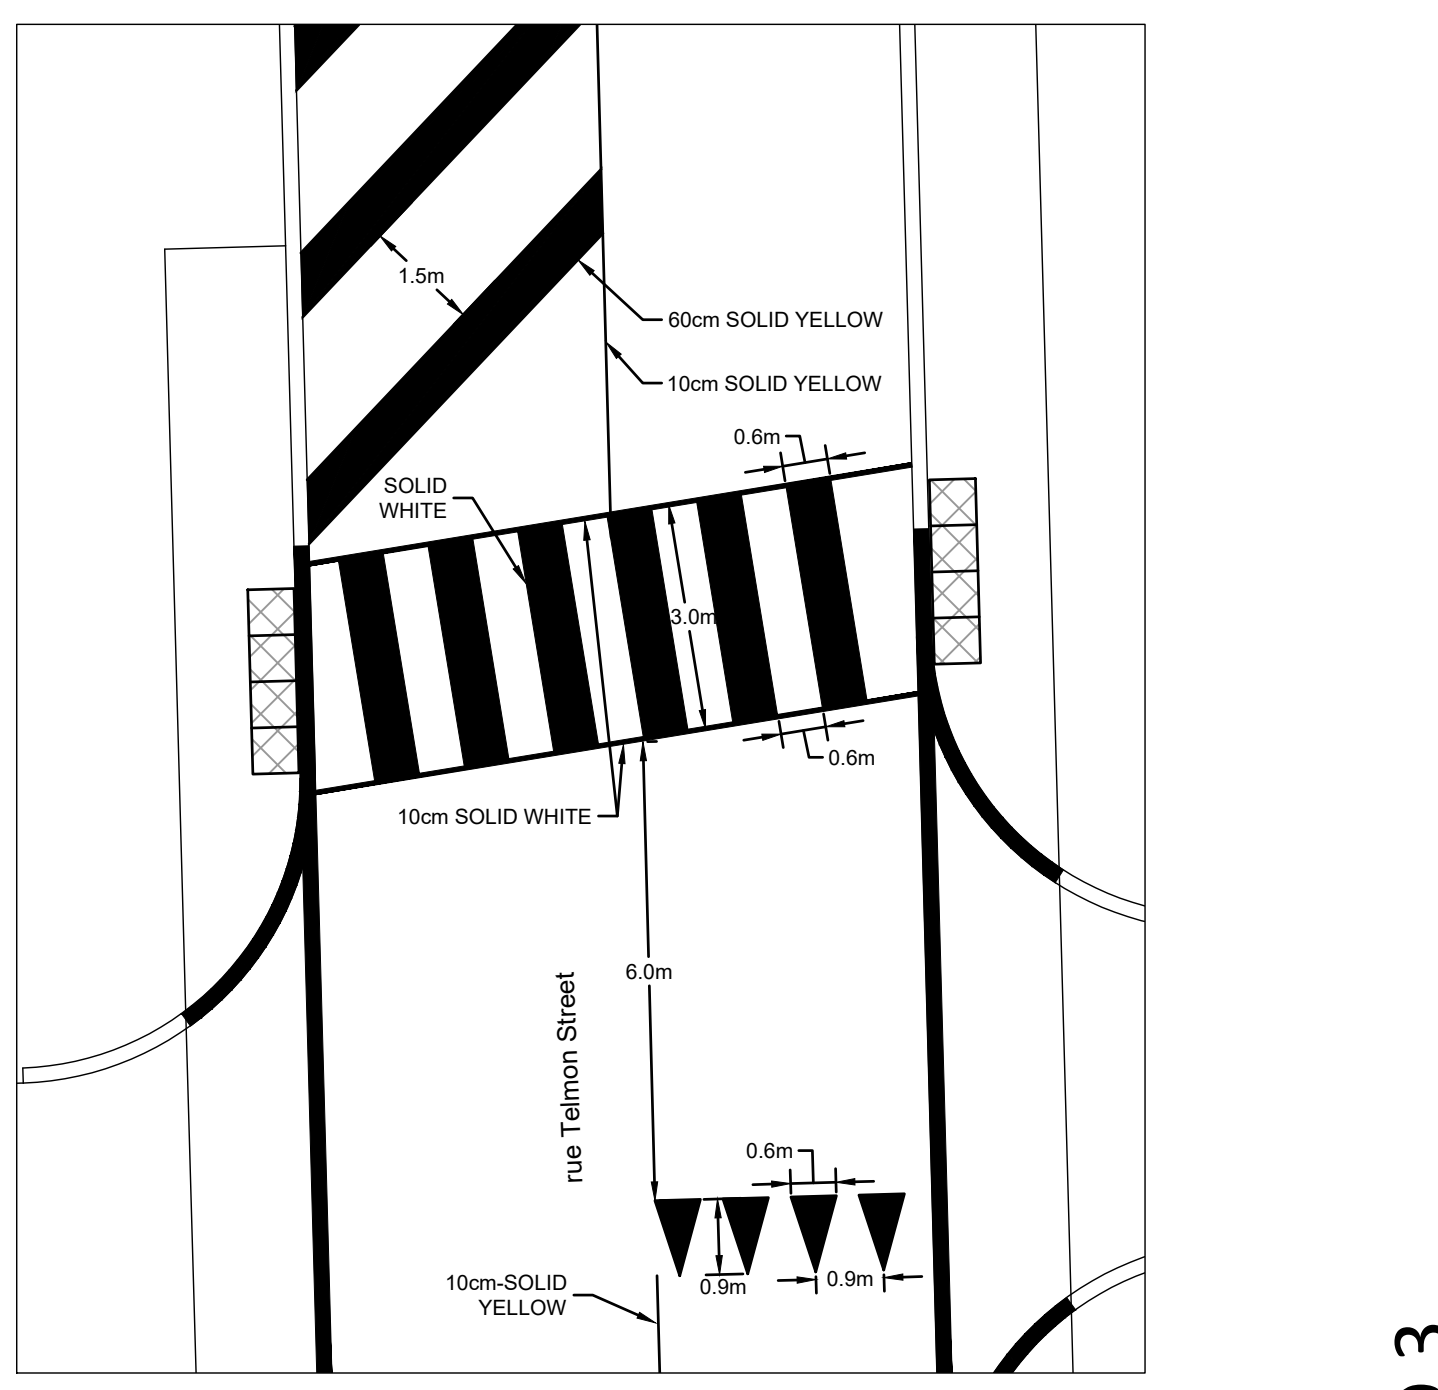 1.5m
60cm SOLID YELLOW
10cm SOLID YELLOW
0.6m
SOLID
WHITE
3.0m
0.6m
10cm SOLID WHITE
6.0m
rue Telmon Street
0.6m
0.9m
0.9m
10cm-SOLID
YELLOW
3